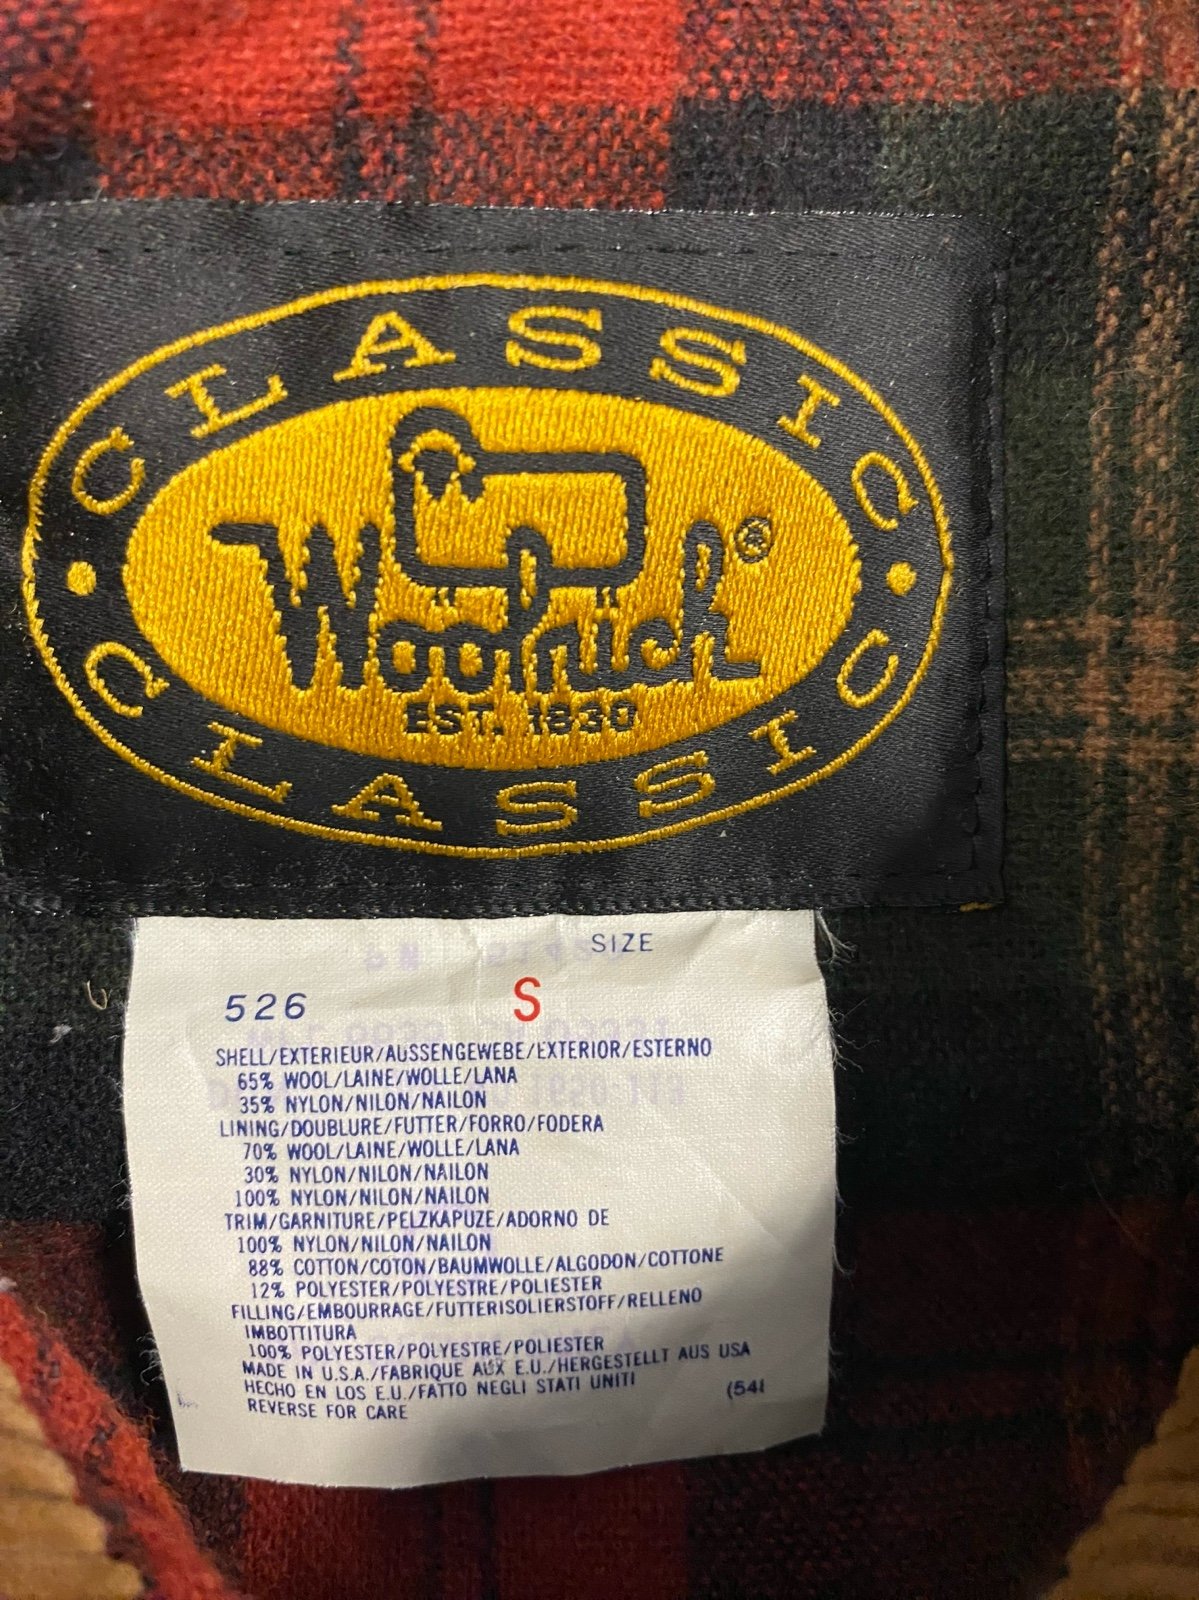 CLASSIC
Woolrich®
EST. 1830
CLASSIC
SIZE
526 S
SHELL/EXTERIEUR/AUSSENGEWEBE/EXTERIOR/ESTERNO
65% WOOL/LAINE/WOLLE/LANA
35% NYLON/NILON/NAILON
LINING/DOUBLURE/FUTTER/FORRO/FODERA
70% WOOL/LAINE/WOLLE/LANA
30% NYLON/NILON/NAILON
100% NYLON/NILON/NAILON
TRIM/GARNITURE/PELZKAPUZE/ADORNO DE
100% NYLON/NILON/NAILON
88% COTTON/COTON/BAUMWOLLE/ALGODON/COTTONE
12% POLYESTER/POLYESTRE/POLIESTER
FILLING/EMBOURRAGE/FUTTERISOLIERSTOFF/RELLENO
IMBOTTITURA
100% POLYESTER/POLYESTRE/POLIESTER
MADE IN U.S.A./FABRIQUE AUX E.U./HERGESTELLT AUS USA
HECHO EN LOS E.U./FATTO NEGLI STATI UNITI
REVERSE FOR CARE